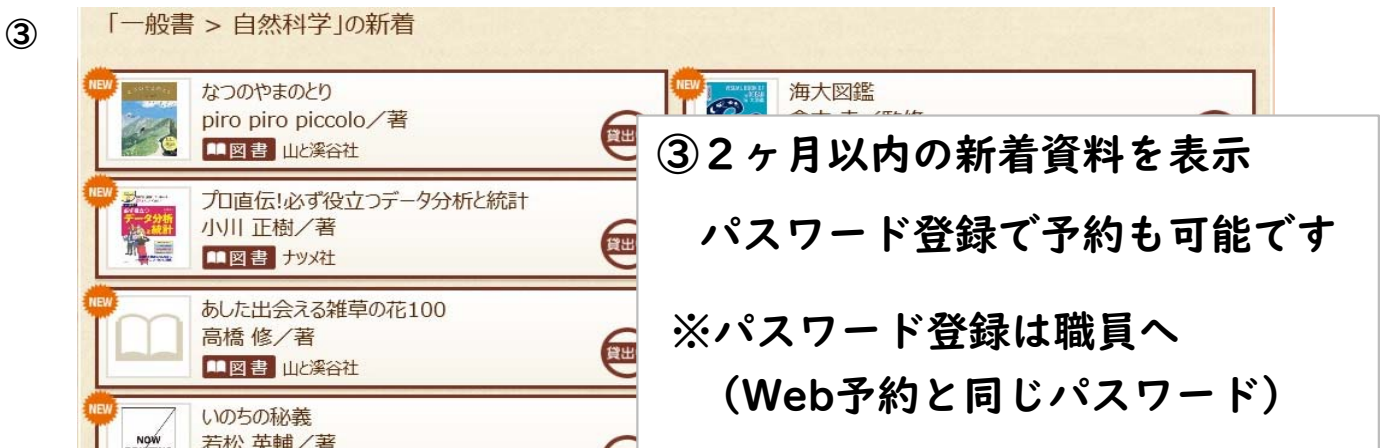 ③
「一般書 > 自然科学」の新着
NEW
なつのやまのとり
piro piro piccolo／著
図書 山と溪谷社
貸出
NEW
海大図鑑
NEW
プロ直伝!必ず役立つデータ分析と統計
小川 正樹／著
図書 ナツメ社
貸出
データ分析
統計
NEW
あした出会える雑草の花100
高橋 修／著
図書 山と溪谷社
貸出
NEW
いのちの秘義
若松 英輔／著
NOW
③２ヶ月以内の新着資料を表示
パスワード登録で予約も可能です
※パスワード登録は職員へ
（Web予約と同じパスワード）